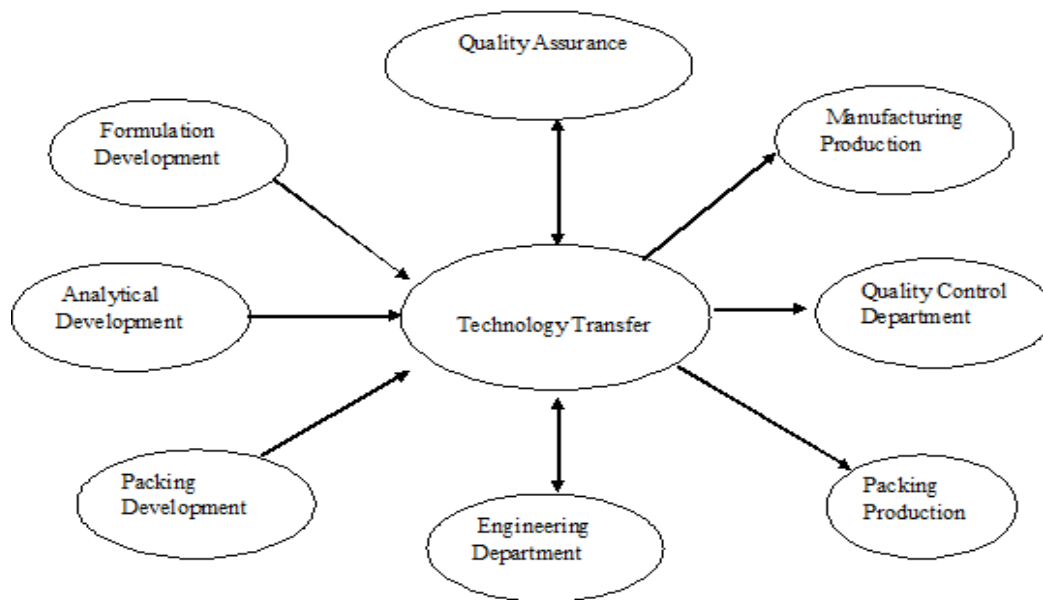 Quality Assurance
Formulation
Development
Manufacturing
Production
Analytical
Development
Technology Transfer
Quality Control
Department
Packing
Development
Engineering
Department
Packing
Production